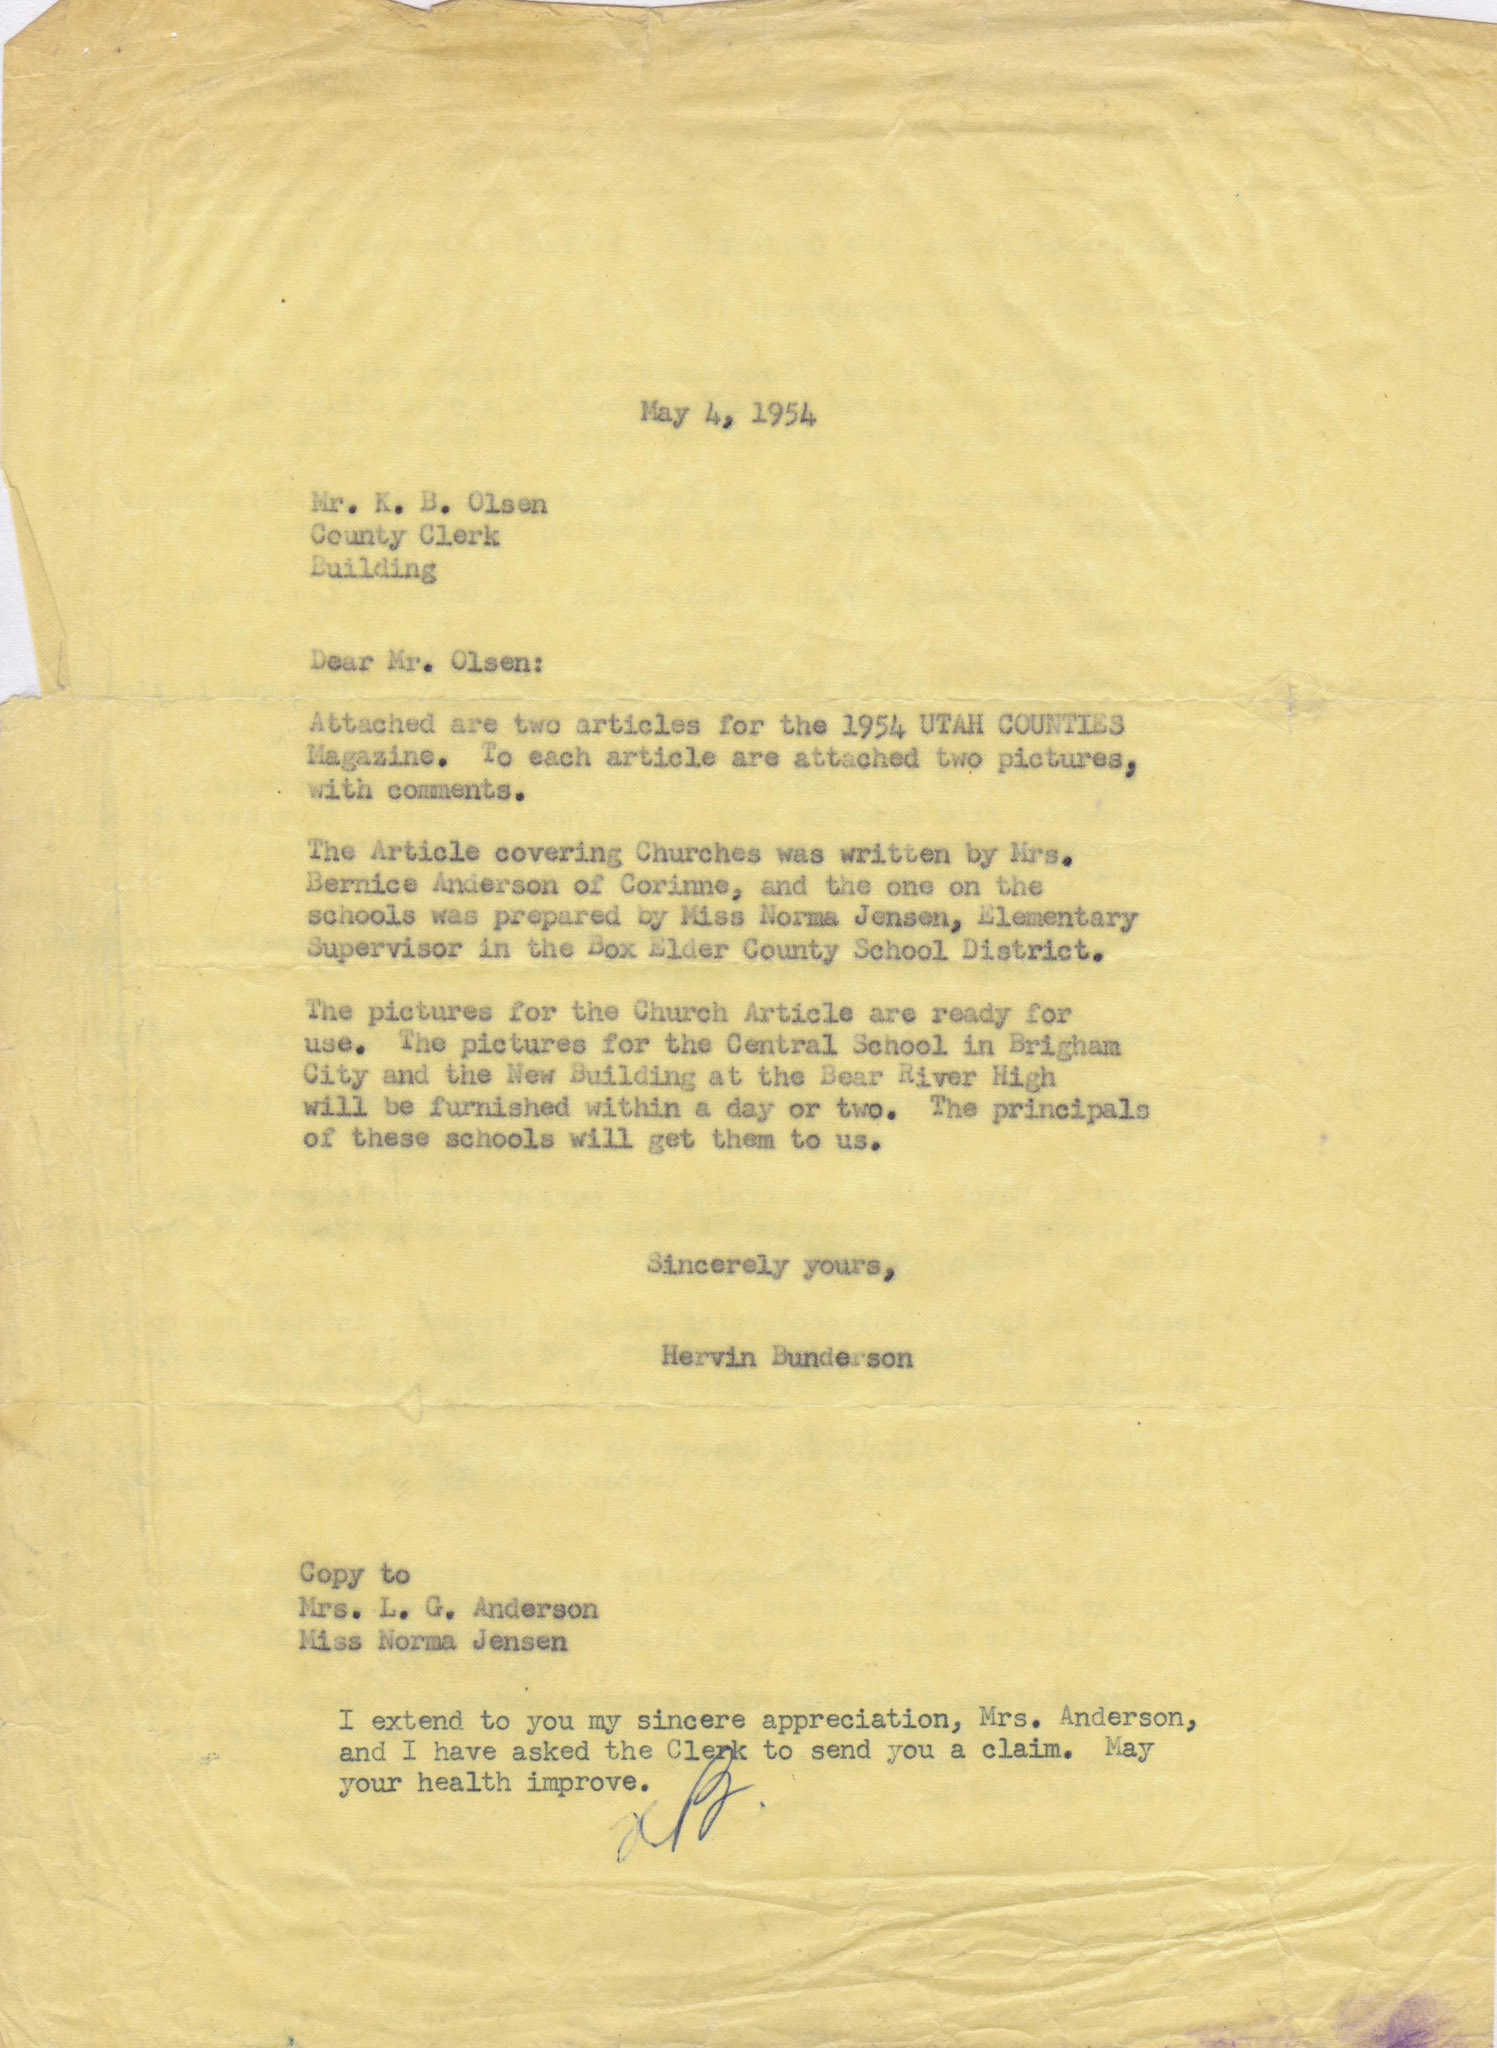 May 4, 1954
Mr. K. B. Olsen
County Clerk
Building
Dear Mr. Olsen:
Attached are two articles for the 1954 UTAH COUNTIES
Magazine. To each article are attached two pictures,
with comments.
The Article covering Churches was written by Mrs.
Bernice Anderson of Corinne, and the one on the
schools was prepared by Miss Norma Jensen, Elementary
Supervisor in the Box Elder County School District.
The pictures for the Church Article are ready for
use. The pictures for the Central School in Brigham
City and the New Building at the Bear River High
will be furnished within a day or two. The principals
of these schools will get them to us.
Sincerely yours,
Hervin Bunderson
Copy to
Mrs. L. G. Anderson
Miss Norma Jensen
I extend to you my sincere appreciation, Mrs. Anderson,
and I have asked the Clerk to send you a claim. May
your health improve.